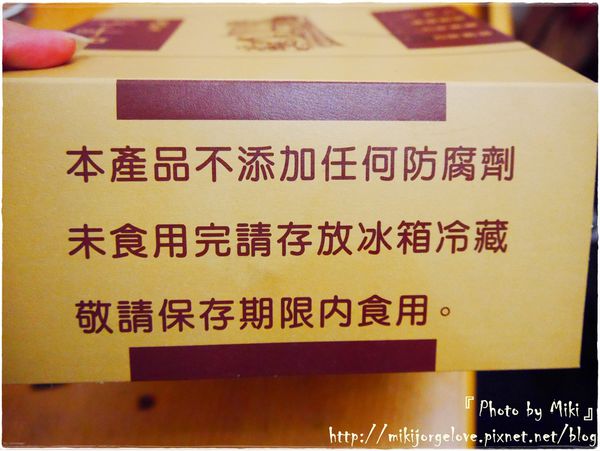 本產品不添加任何防腐劑
未食用完請存放冰箱冷藏
敬請保存期限內食用。
『 Photo by Miki 』
http://mikijorgelove.pixnet.net/blog